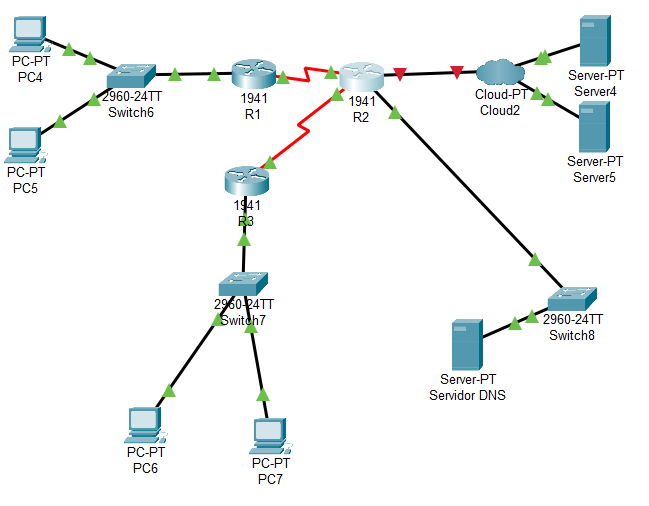 PC-PT
PC4
2960-24TT
Switch6
PC-PT
PC5
1941
R1
1941
R2
Cloud-PT
Cloud2
Server-PT
Server4
Server-PT
Server5
1941
R3
2960-24TT
Switch7
2960-24TT
Switch8
Server-PT
Servidor DNS
PC-PT
PC6
PC-PT
PC7